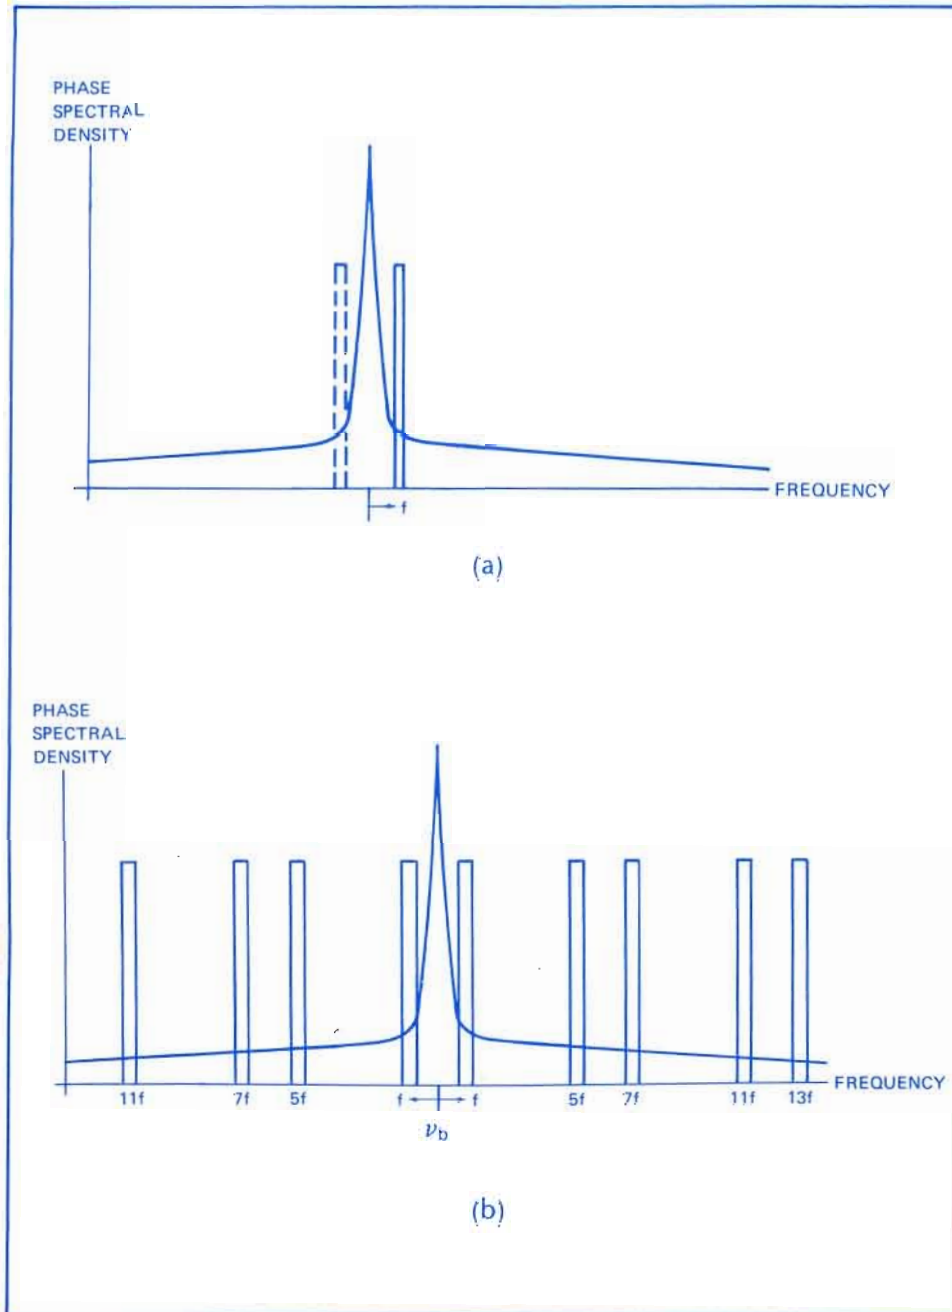 PHASE
SPECTRAL
DENSITY
FREQUENCY
f
(a)
PHASE
SPECTRAL
DENSITY
11f 7f 5f f f 5f 7f 11f 13f
FREQUENCY
νb
(b)